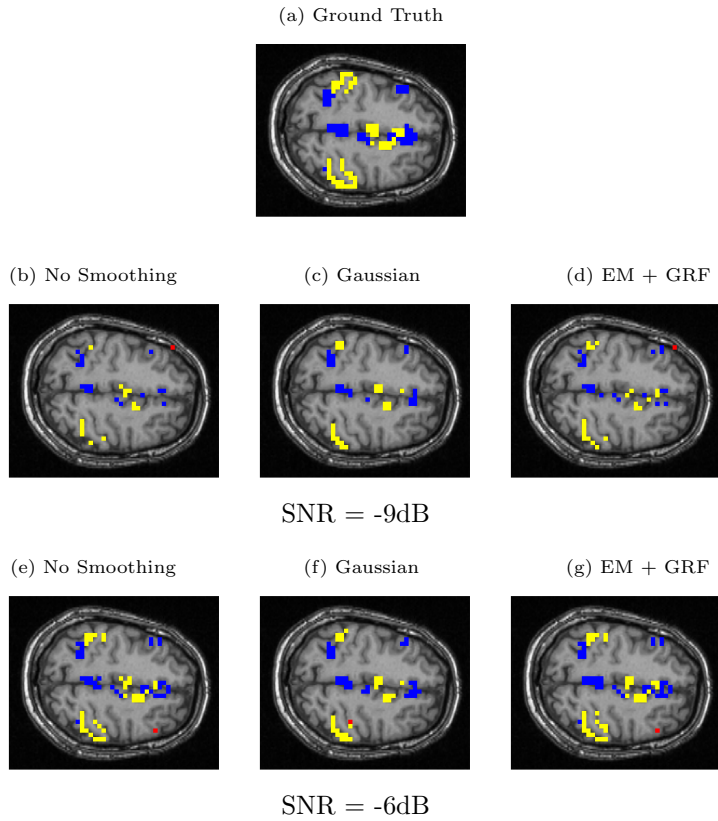 (a) Ground Truth
(b) No Smoothing (c) Gaussian (d) EM + GRF
SNR = -9dB
(e) No Smoothing (f) Gaussian (g) EM + GRF
SNR = -6dB